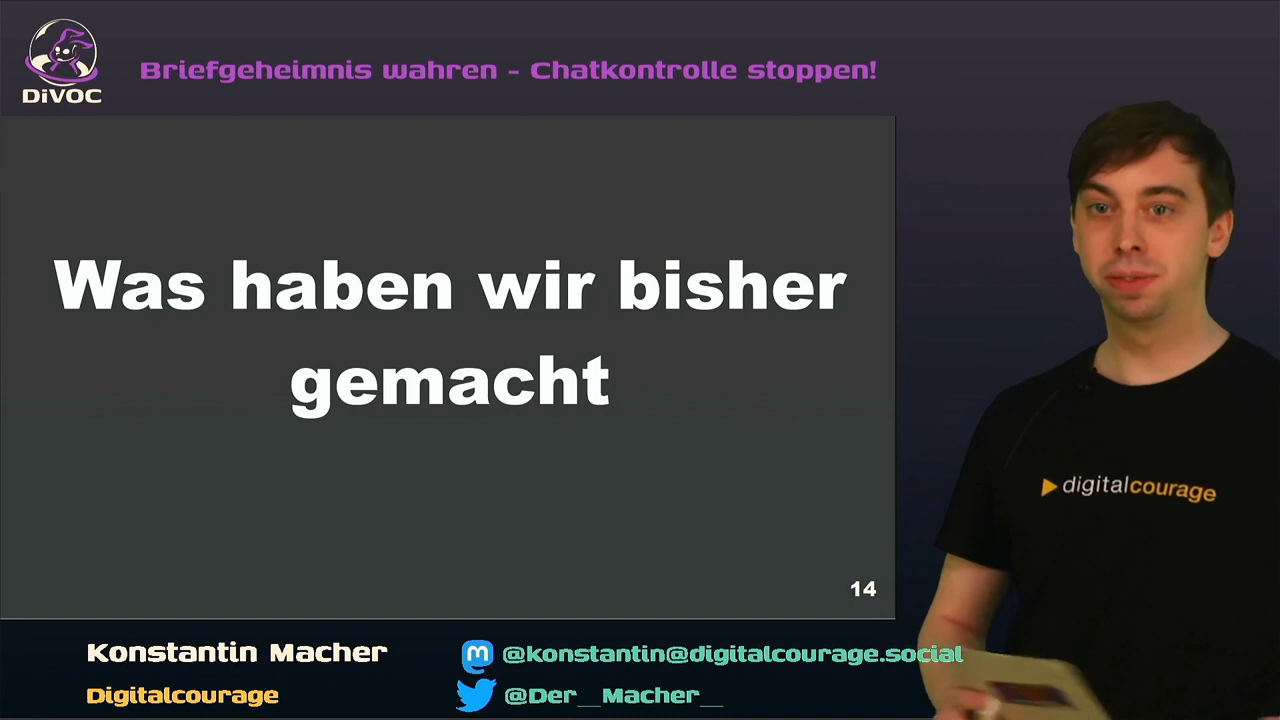 DiVOC
Briefgeheimnis wahren - Chatkontrolle stoppen!
Was haben wir bisher
gemacht
14
digitalcourage
Konstantin Macher
@konstantin@digitalcourage.social
Digitalcourage
@Der__Macher__